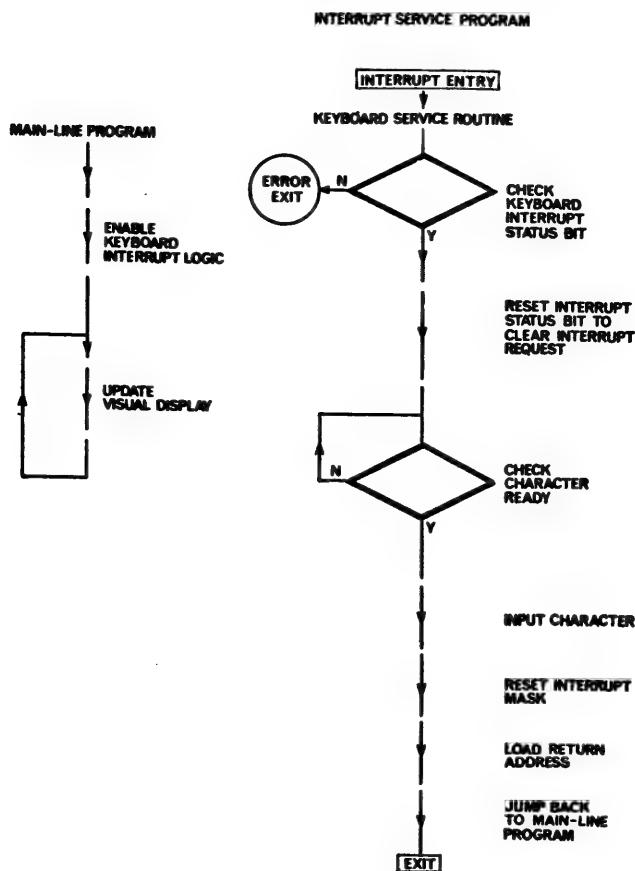 INTERRUPT SERVICE PROGRAM
INTERRUPT ENTRY
KEYBOARD SERVICE ROUTINE
MAIN-LINE PROGRAM
ERROR
EXIT
N
CHECK
KEYBOARD
INTERRUPT
STATUS BIT
Y
ENABLE
KEYBOARD
INTERRUPT LOGIC
RESET INTERRUPT
STATUS BIT TO
CLEAR INTERRUPT
REQUEST
UPDATE
VISUAL DISPLAY
N
CHECK
CHARACTER
READY
Y
INPUT CHARACTER
RESET INTERRUPT
MASK
LOAD RETURN
ADDRESS
JUMP BACK
TO MAIN-LINE
PROGRAM
EXIT